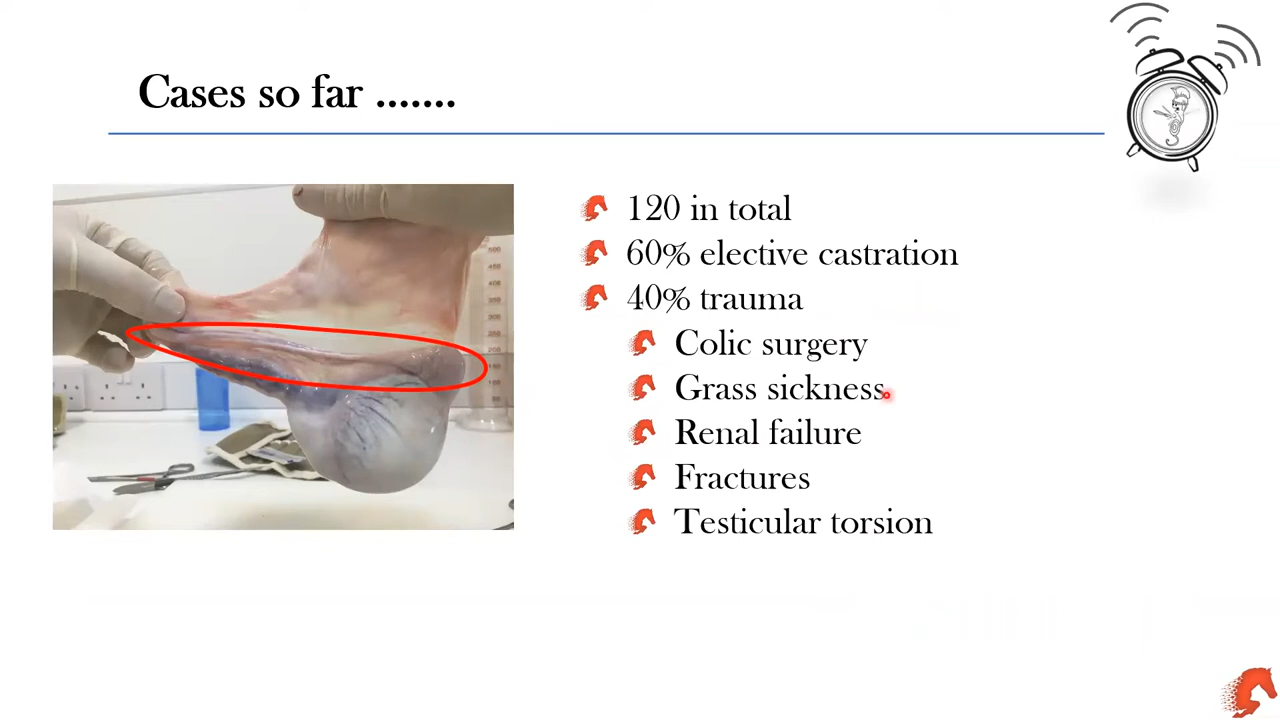 Cases so far .......
120 in total
60% elective castration
40% trauma
Colic surgery
Grass sickness
Renal failure
Fractures
Testicular torsion